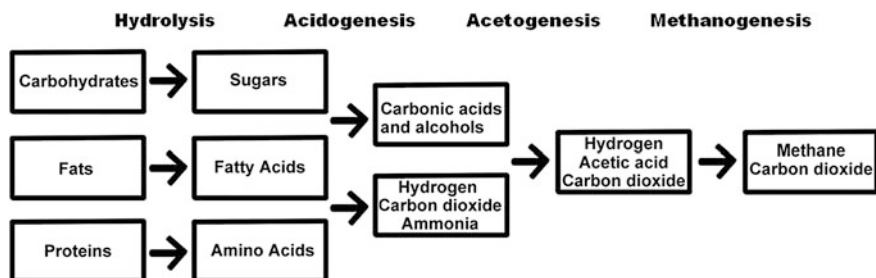 Hydrolysis Acidogenesis Acetogenesis Methanogenesis
Carbohydrates
Sugars
Carbonic acids
and alcohols
Fats
Fatty Acids
Hydrogen
Acetic acid
Carbon dioxide
Methane
Carbon dioxide
Hydrogen
Carbon dioxide
Ammonia
Proteins
Amino Acids